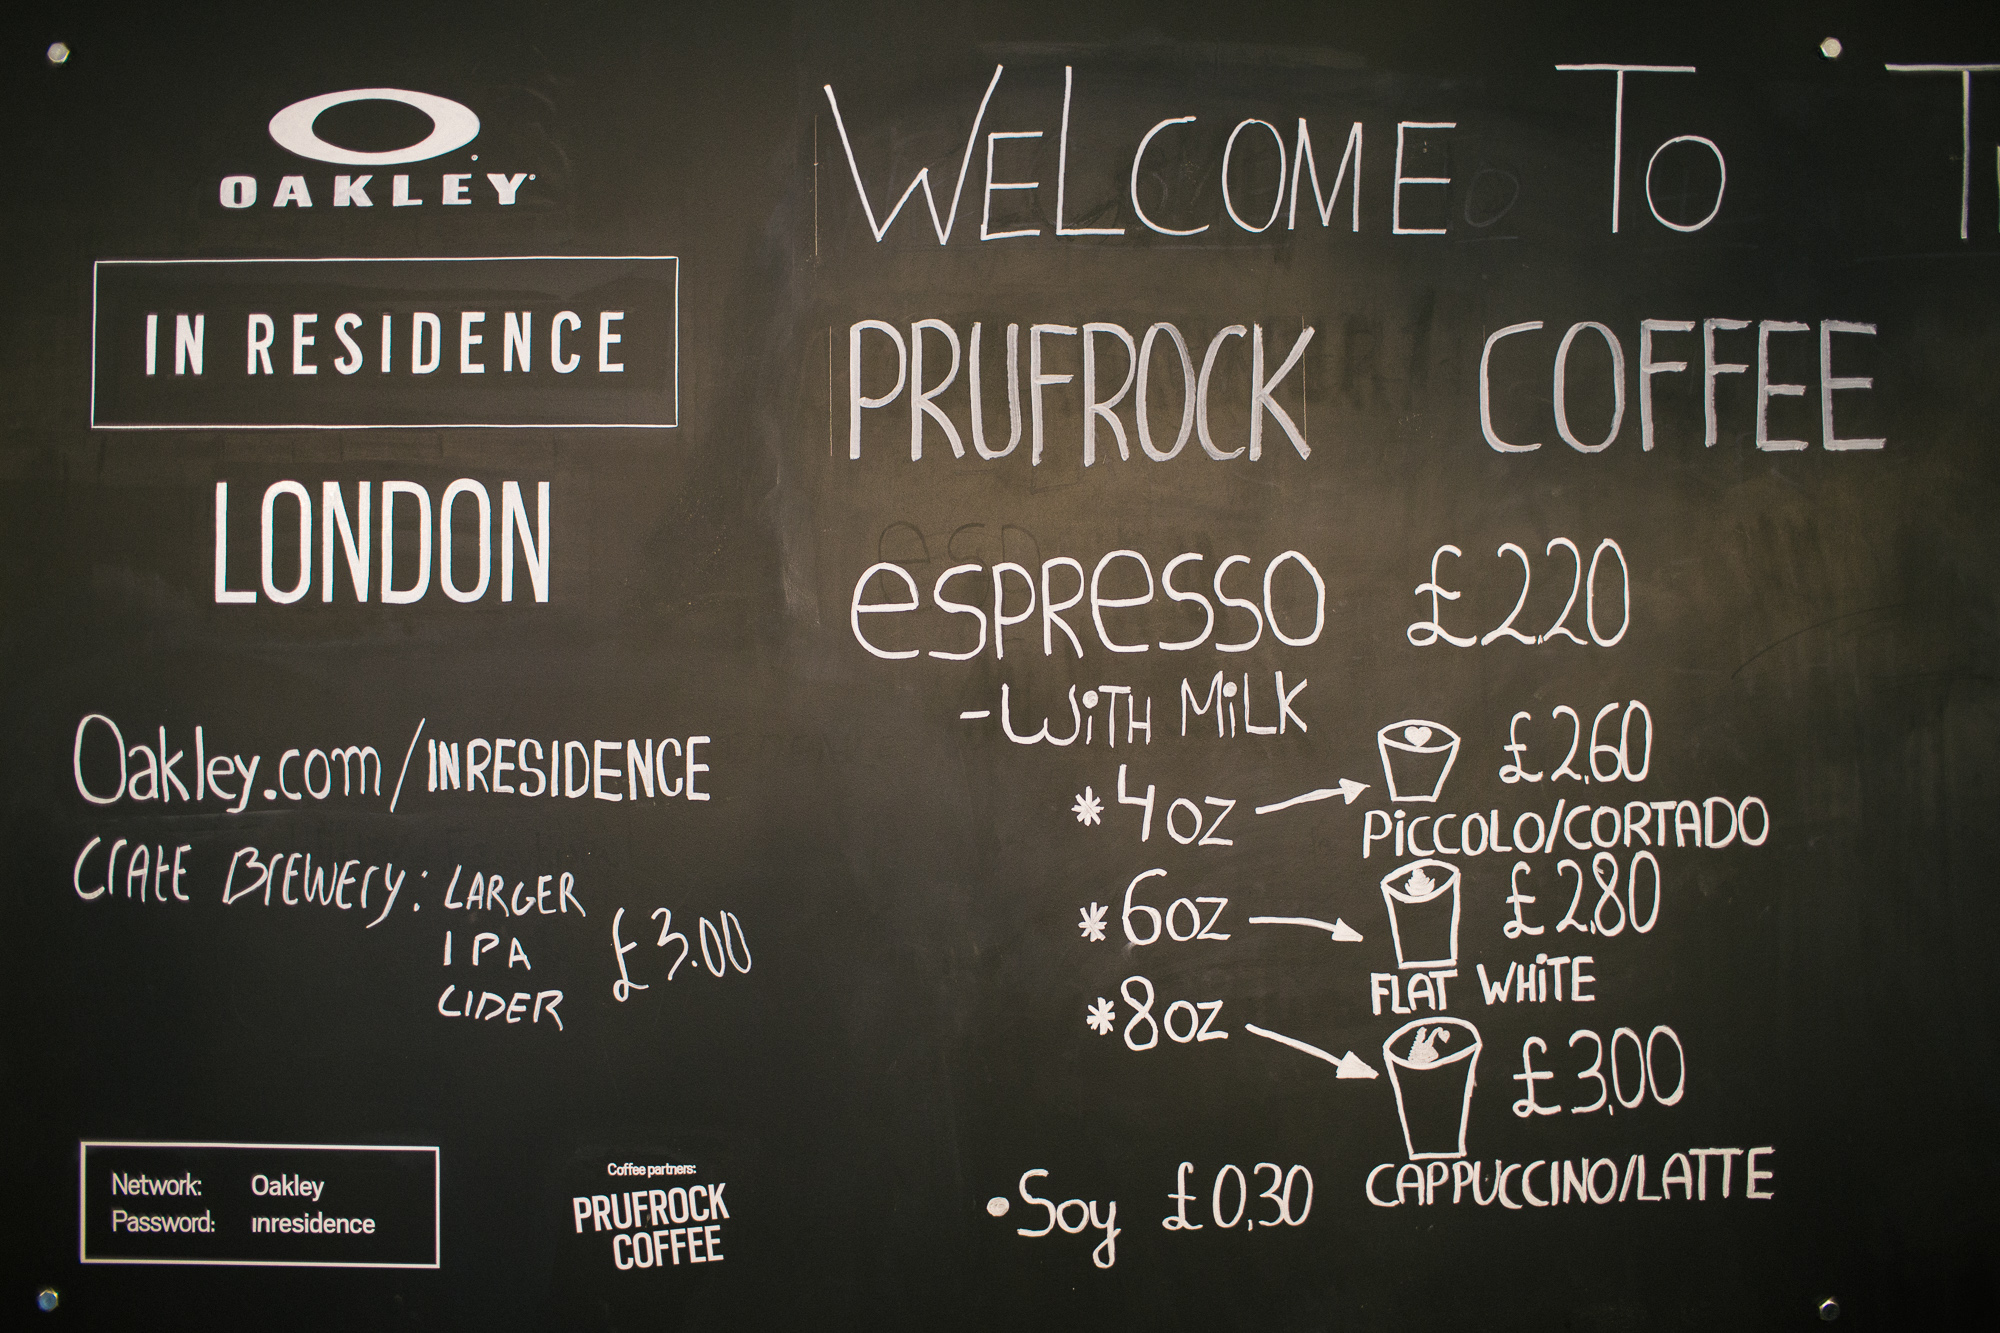 OAKLEY
IN RESIDENCE
LONDON
Oakley.com/INRESIDENCE
CRATE BREWERY: LARGER
IPA
CIDER
£3.00
Network: Oakley
Password: inresidence
Coffee partners:
PRUFROCK
COFFEE
WELCOME TO
PRUFROCK COFFEE
espresso £2.20
-WiTH MiLK
*4oz £2.60
PiCCOLO/CORTADO
*6oz £2.80
FLAT WHiTE
*8oz £3.00
CAPPUCCINO/LATTE
•Soy £0.30